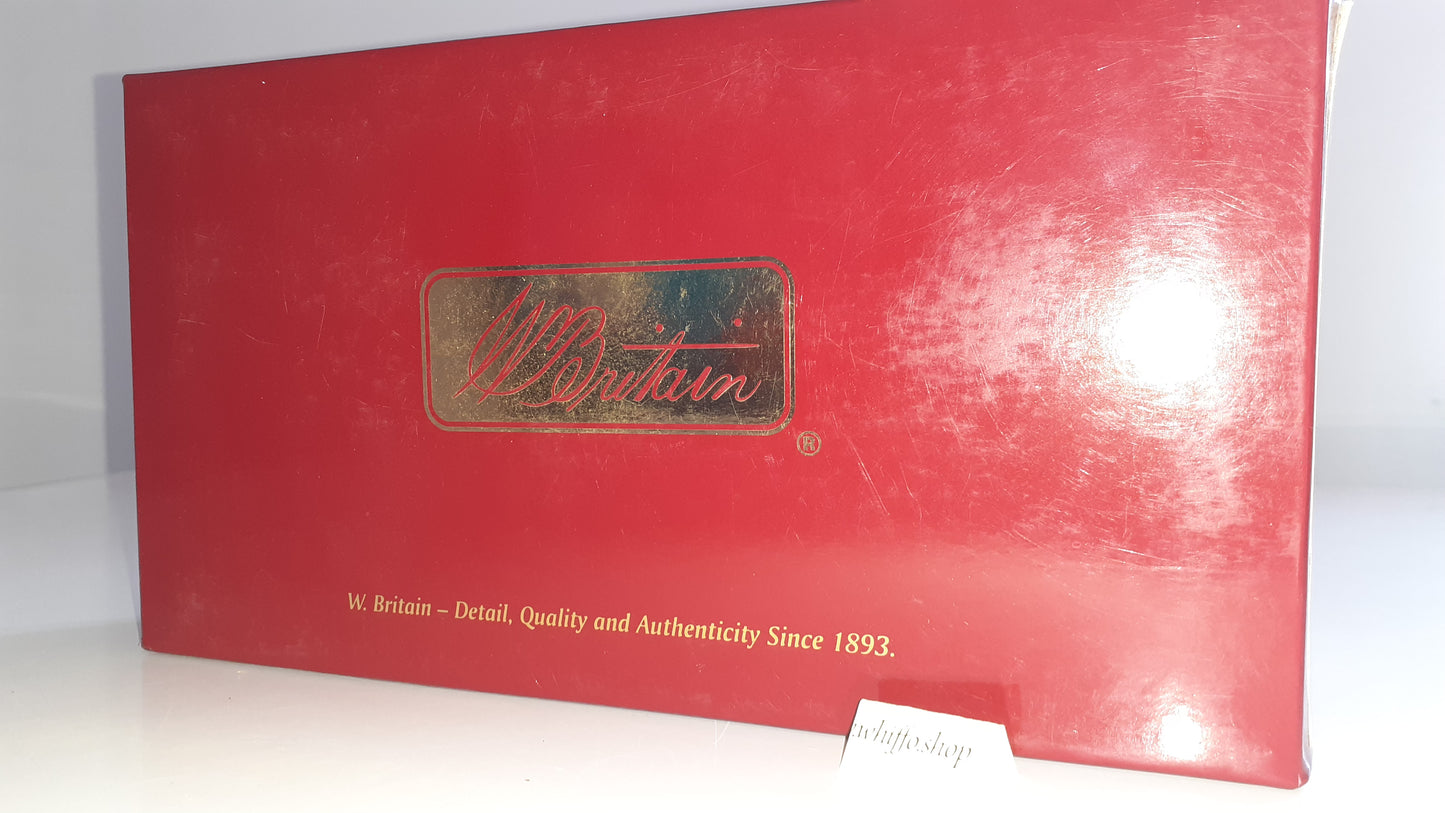 W Britain
®
W. Britain – Detail, Quality and Authenticity Since 1893.
whiffo.shop